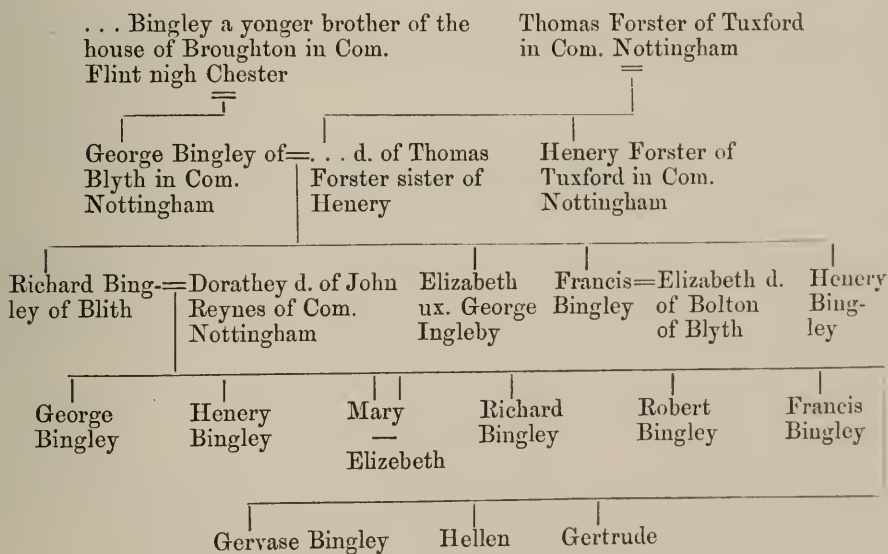 . . . Bingley a yonger brother of the
house of Broughton in Com.
Flint nigh Chester
Thomas Forster of Tuxford
in Com. Nottingham
George Bingley of=. . . d. of Thomas
Blyth in Com.
Nottingham
Forster sister of
Henery
Henery Forster of
Tuxford in Com.
Nottingham
Richard Bing-=Dorathey d. of John
ley of Blith
Reynes of Com.
Nottingham
Elizabeth
ux. George
Ingleby
Francis=Elizabeth d.
Bingley
of Bolton
of Blyth
Henery
Bing-
ley
George
Bingley
Henery
Bingley
Mary
—
Elizebeth
Richard
Bingley
Robert
Bingley
Francis
Bingley
Gervase Bingley
Hellen
Gertrude